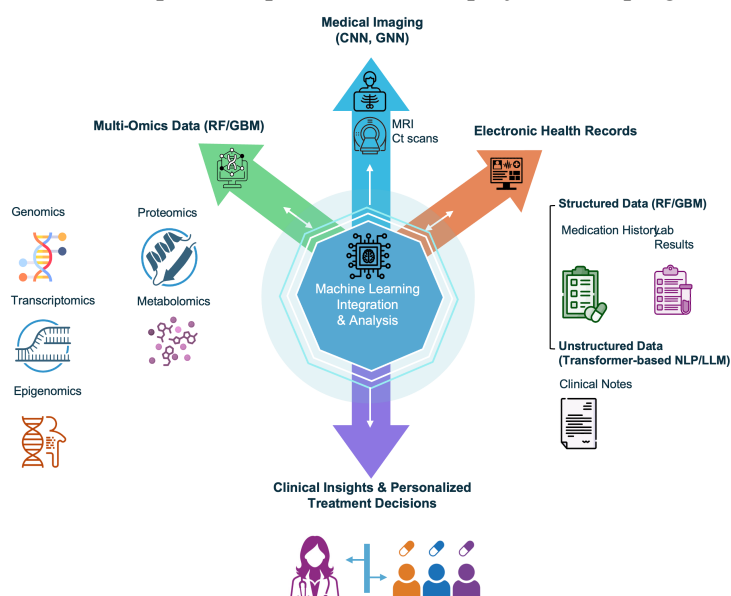 Medical Imaging
(CNN, GNN)
MRI
Ct scans
Multi-Omics Data (RF/GBM)
Electronic Health Records
Genomics
Proteomics
Transcriptomics
Metabolomics
Epigenomics
Structured Data (RF/GBM)
Medication History
Lab
Results
Unstructured Data
(Transformer-based NLP/LLM)
Clinical Notes
Machine Learning
Integration
& Analysis
Clinical Insights & Personalized
Treatment Decisions